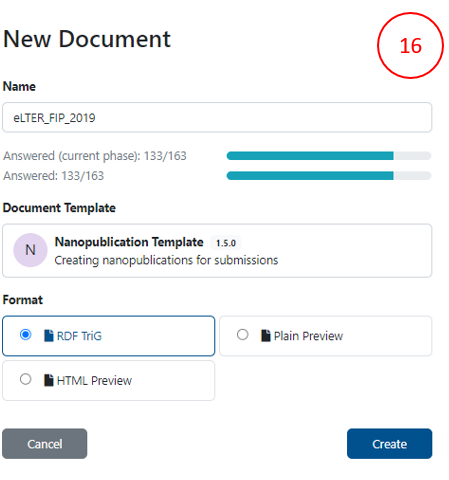 New Document
16
Name
eLTER_FIP_2019
Answered (current phase): 133/163
Answered: 133/163
Document Template
N
Nanopublication Template 1.5.0
Creating nanopublications for submissions
Format
RDF TriG
Plain Preview
HTML Preview
Cancel
Create